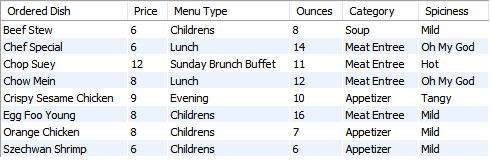 Ordered Dish Price Menu Type Ounces Category Spiciness
Beef Stew 6 Childrens 8 Soup Mild
Chef Special 6 Lunch 14 Meat Entree Oh My God
Chop Suey 12 Sunday Brunch Buffet 11 Meat Entree Hot
Chow Mein 8 Lunch 12 Meat Entree Oh My God
Crispy Sesame Chicken 9 Evening 10 Appetizer Tangy
Egg Foo Young 8 Childrens 16 Meat Entree Mild
Orange Chicken 8 Childrens 7 Appetizer Mild
Szechwan Shrimp 6 Childrens 6 Appetizer Mild